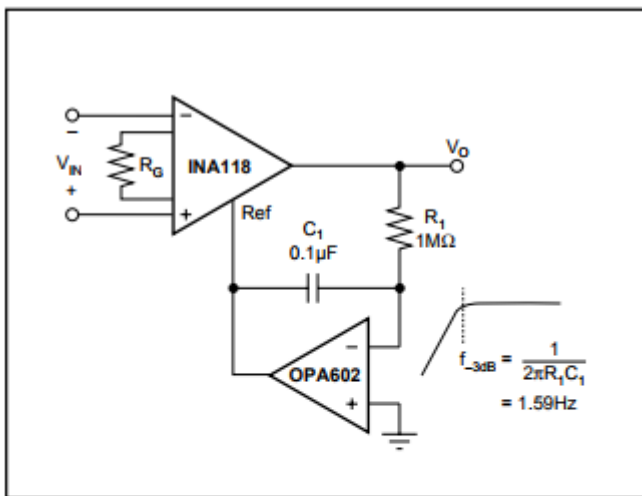 −
−
V_IN
R_G
INA118
+
+
Ref
V_O
R_1
1MΩ
C_1
0.1µF
−
OPA602
+
f_−3dB = 1 / 2πR_1C_1
= 1.59Hz